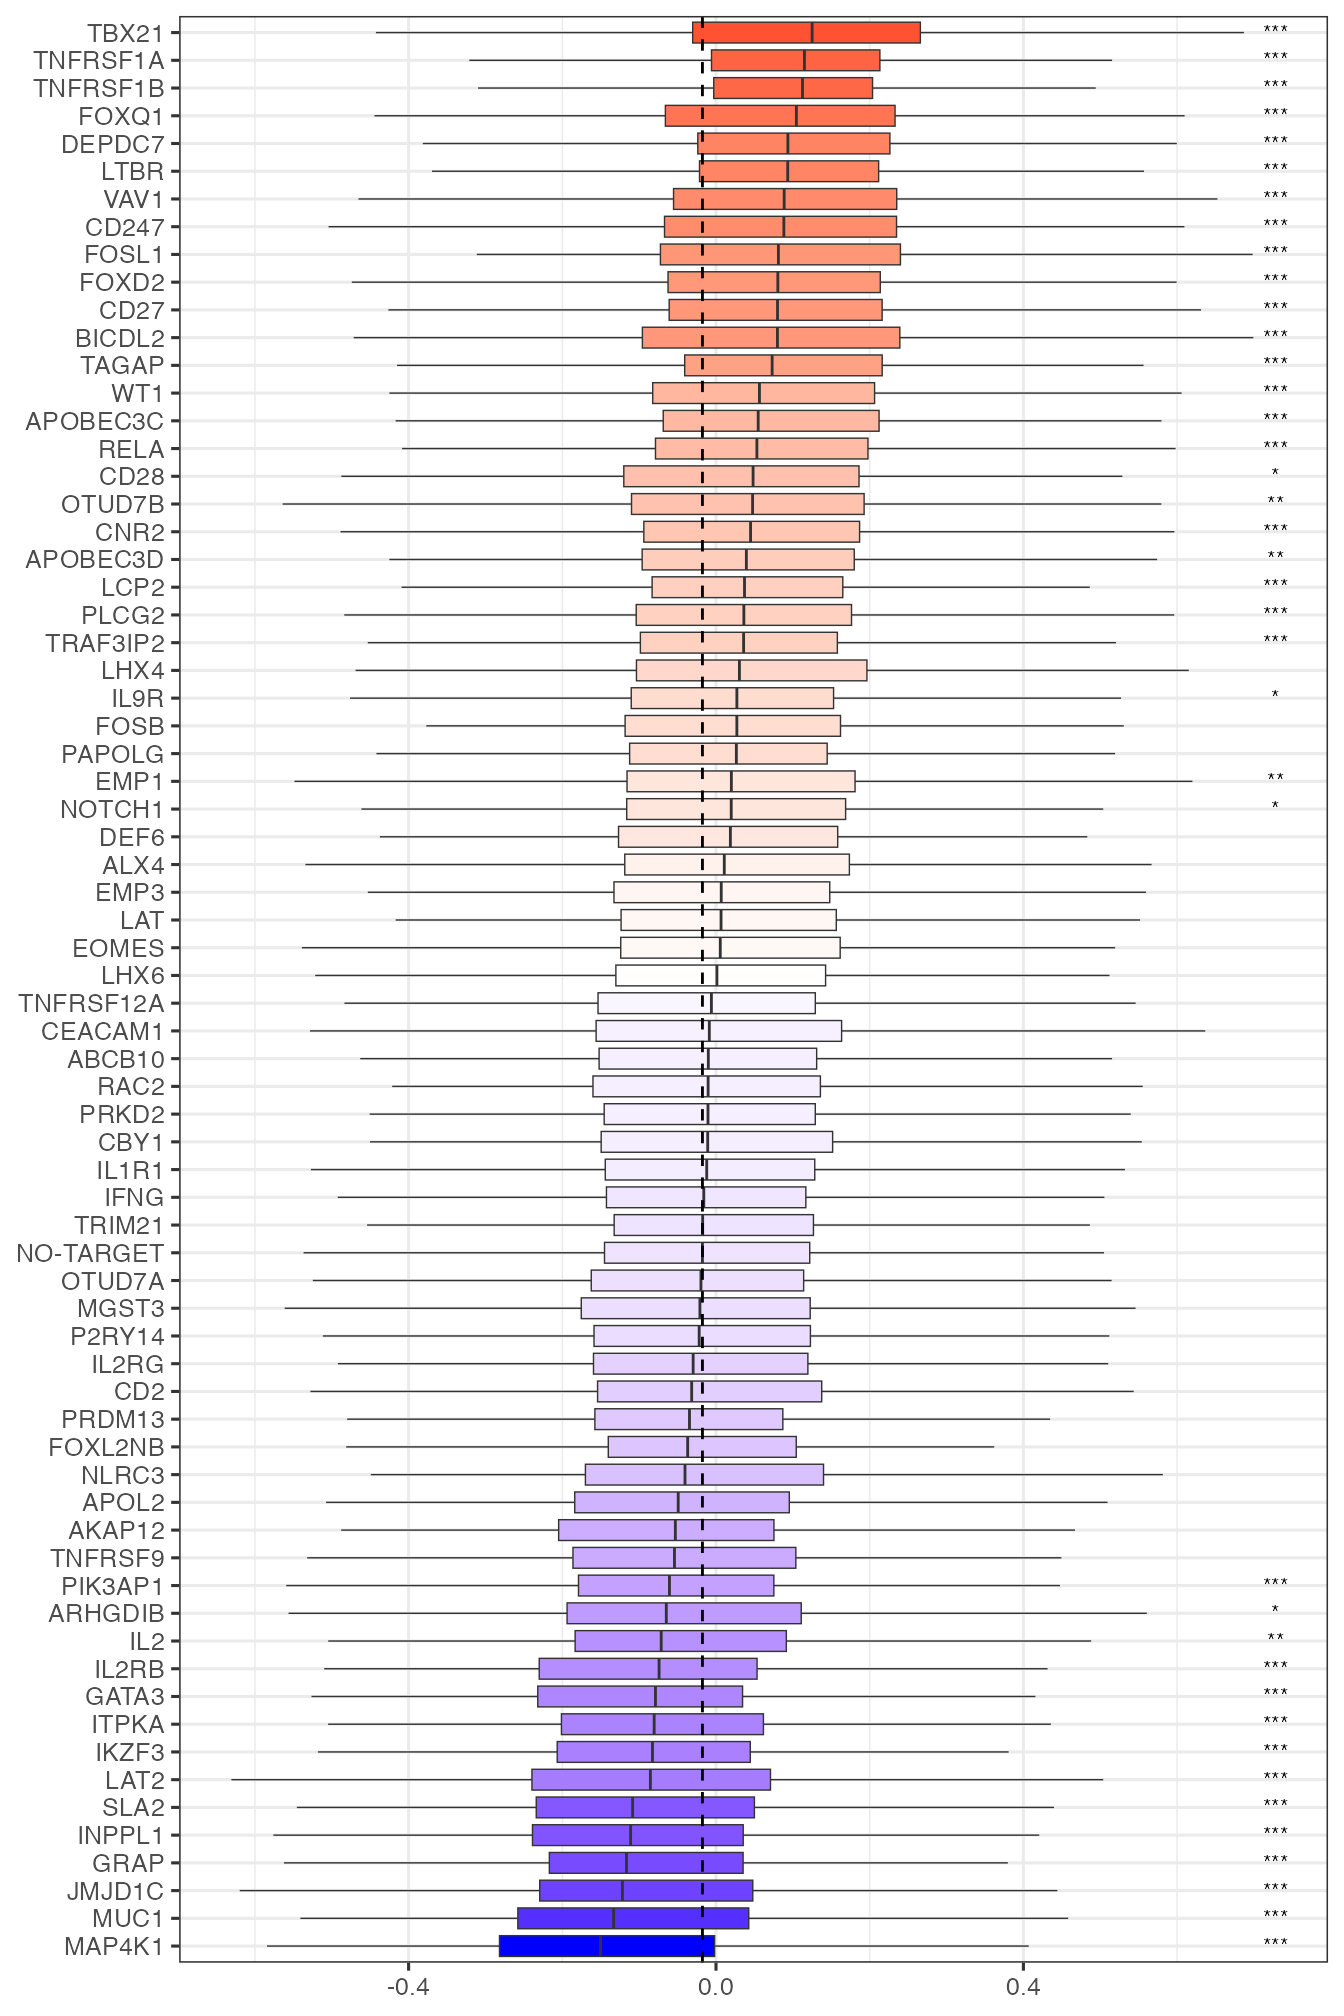 TBX21 ***
TNFRSF1A ***
TNFRSF1B ***
FOXQ1 ***
DEPDC7 ***
LTBR ***
VAV1 ***
CD247 ***
FOSL1 ***
FOXD2 ***
CD27 ***
BICDL2 ***
TAGAP ***
WT1 ***
APOBEC3C ***
RELA ***
CD28 *
OTUD7B **
CNR2 ***
APOBEC3D **
LCP2 ***
PLCG2 ***
TRAF3IP2 ***
LHX4
IL9R *
FOSB
PAPOLG
EMP1 **
NOTCH1 *
DEF6
ALX4
EMP3
LAT
EOMES
LHX6
TNFRSF12A
CEACAM1
ABCB10
RAC2
PRKD2
CBY1
IL1R1
IFNG
TRIM21
NO-TARGET
OTUD7A
MGST3
P2RY14
IL2RG
CD2
PRDM13
FOXL2NB
NLRC3
APOL2
AKAP12
TNFRSF9
PIK3AP1 ***
ARHGDIB *
IL2 **
IL2RB ***
GATA3 ***
ITPKA ***
IKZF3 ***
LAT2 ***
SLA2 ***
INPPL1 ***
GRAP ***
JMJD1C ***
MUC1 ***
MAP4K1 ***
-0.4 0.0 0.4